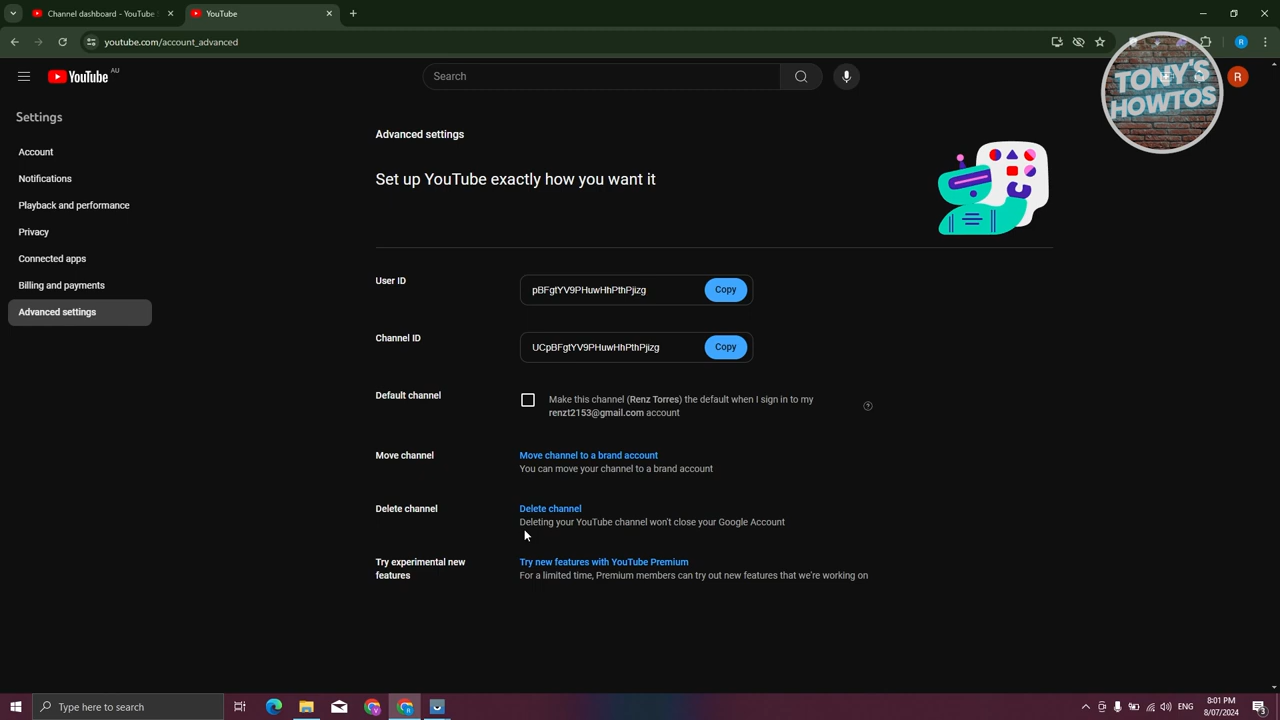 Channel dashboard - YouTube
YouTube
youtube.com/account_advanced
YouTube AU
Search
R
TONY'S
HOWTOS
Settings
Account
Notifications
Playback and performance
Privacy
Connected apps
Billing and payments
Advanced settings
Advanced settings
Set up YouTube exactly how you want it
User ID
pBFgtYV9PHuwHhPthPjizg
Copy
Channel ID
UCpBFgtYV9PHuwHhPthPjizg
Copy
Default channel
Make this channel (Renz Torres) the default when I sign in to my
renzt2153@gmail.com account
Move channel
Move channel to a brand account
You can move your channel to a brand account
Delete channel
Delete channel
Deleting your YouTube channel won't close your Google Account
Try experimental new
features
Try new features with YouTube Premium
For a limited time, Premium members can try out new features that we're working on
Type here to search
ENG
8:01 PM
8/07/2024